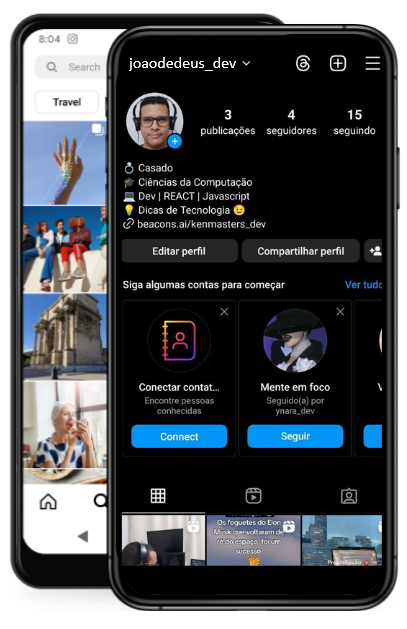 8:04
Search
Travel
joaodedeus_dev
3
publicações
4
seguidores
15
seguindo
💍 Casado
🎓 Ciências da Computação
💻 Dev | REACT | Javascript
💡 Dicas de Tecnologia 😉
beacons.ai/kenmasters_dev
Editar perfil
Compartilhar perfil
Siga algumas contas para começar
Ver tudo
Conectar contat...
Encontre pessoas
conhecidas
Connect
Mente em foco
Seguido(a) por
ynara_dev
Seguir
V
Os foguetes do Elon
Musk que voltaram de
ré do espaço, foi um
sucesso
Programação